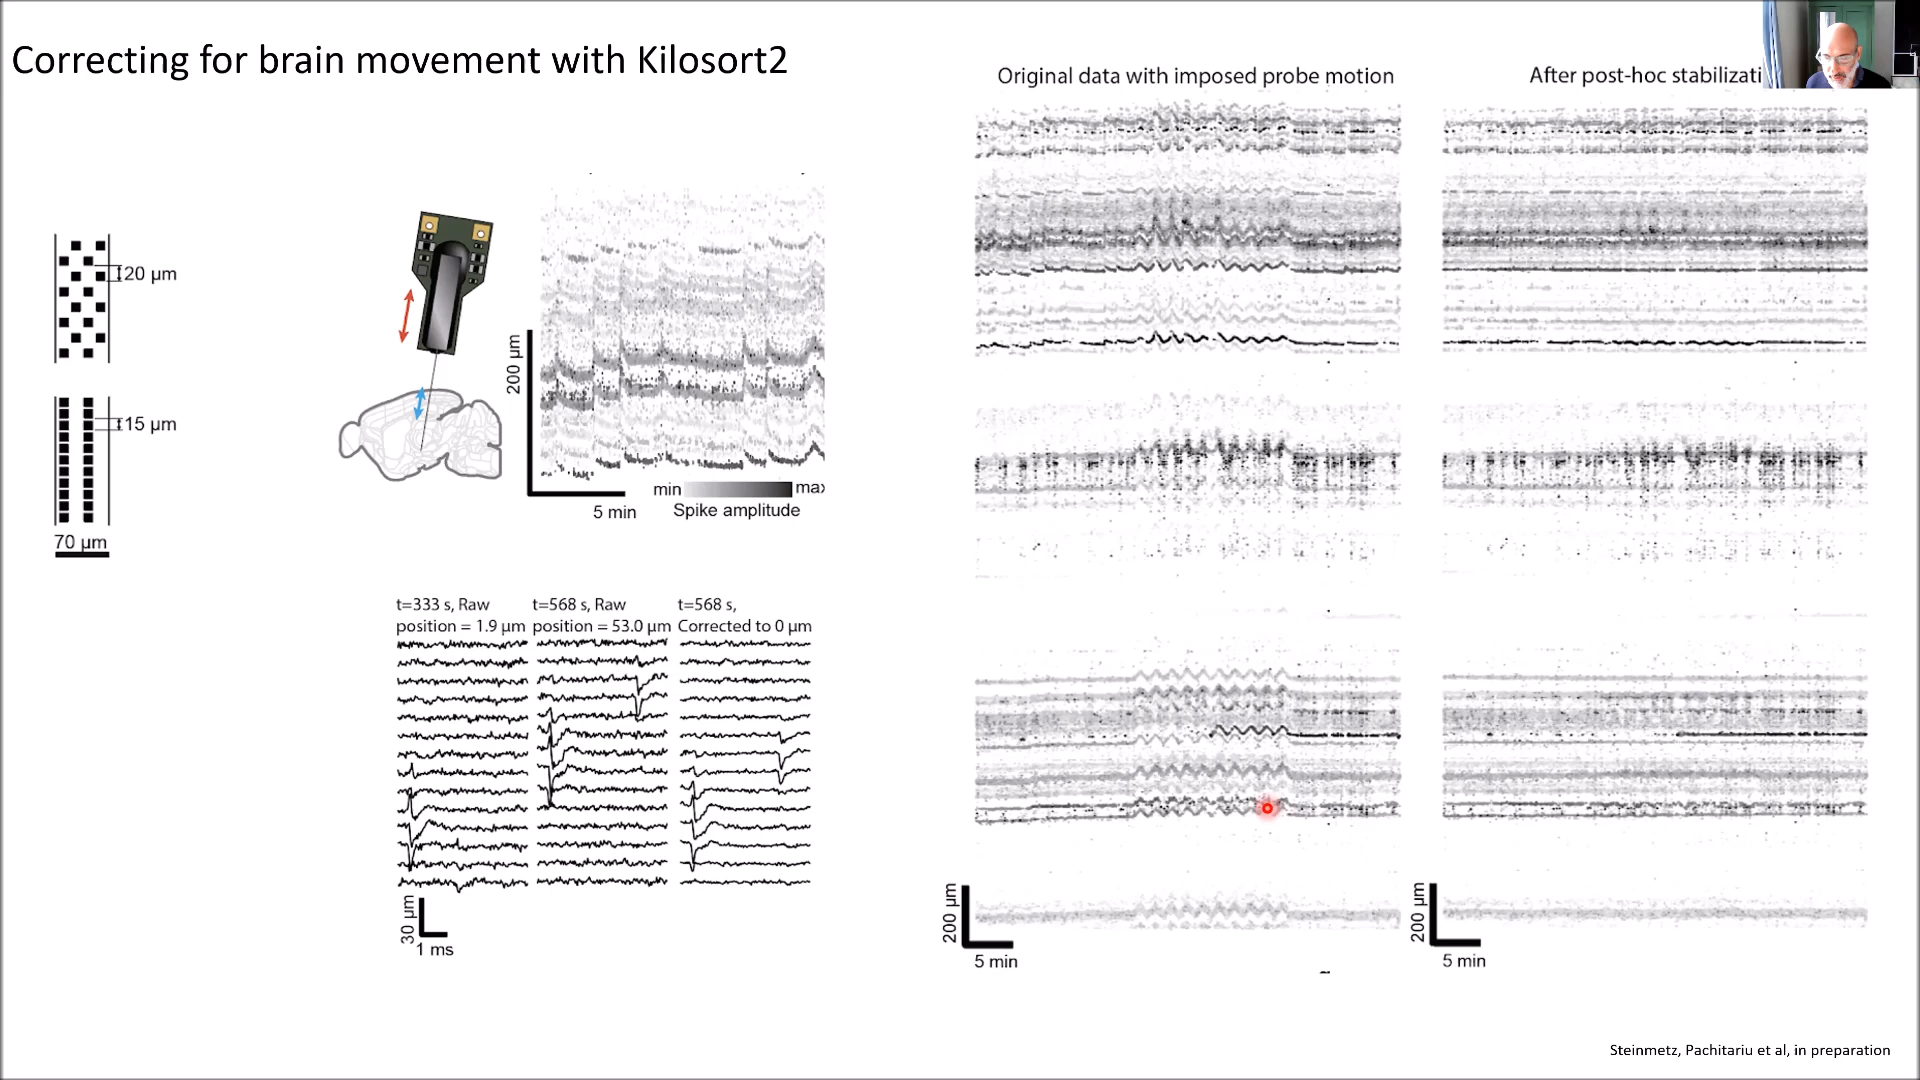 Correcting for brain movement with Kilosort2
Original data with imposed probe motion
After post-hoc stabilizati
20 µm
15 µm
70 µm
200 µm
5 min
min
max
Spike amplitude
t=333 s, Raw
position = 1.9 µm
t=568 s, Raw
position = 53.0 µm
t=568 s,
Corrected to 0 µm
30 µm
1 ms
200 µm
5 min
200 µm
5 min
Steinmetz, Pachitariu et al, in preparation